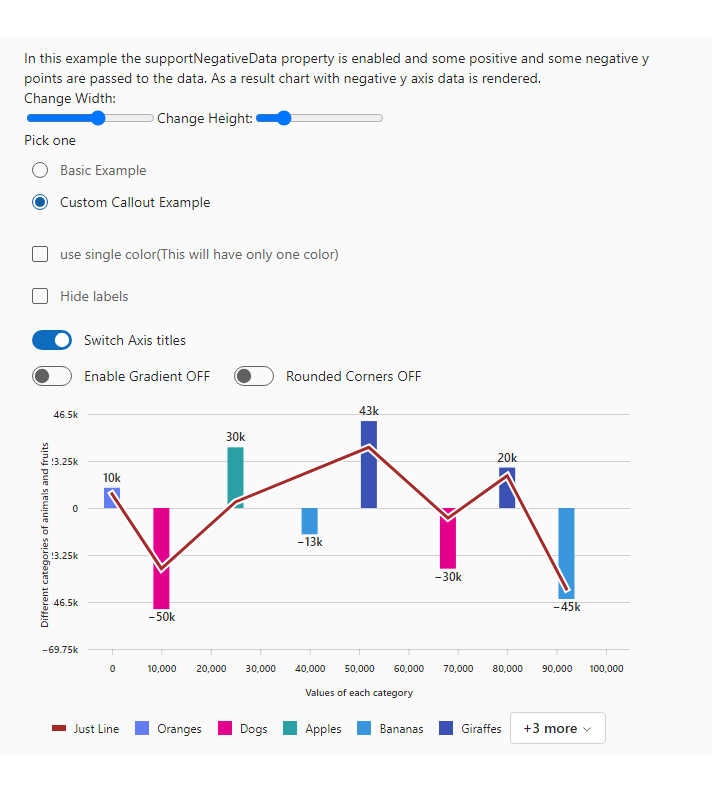 In this example the supportNegativeData property is enabled and some positive and some negative y
points are passed to the data. As a result chart with negative y axis data is rendered.
Change Width:
Change Height:
Pick one
Basic Example
Custom Callout Example
use single color(This will have only one color)
Hide labels
Switch Axis titles
Enable Gradient OFF
Rounded Corners OFF
Different categories of animals and fruits
46.5k
3.25k
0
3.25k
46.5k
−69.75k
10k
−50k
30k
−13k
43k
−30k
20k
−45k
0 10,000 20,000 30,000 40,000 50,000 60,000 70,000 80,000 90,000 100,000
Values of each category
Just Line Oranges Dogs Apples Bananas Giraffes +3 more